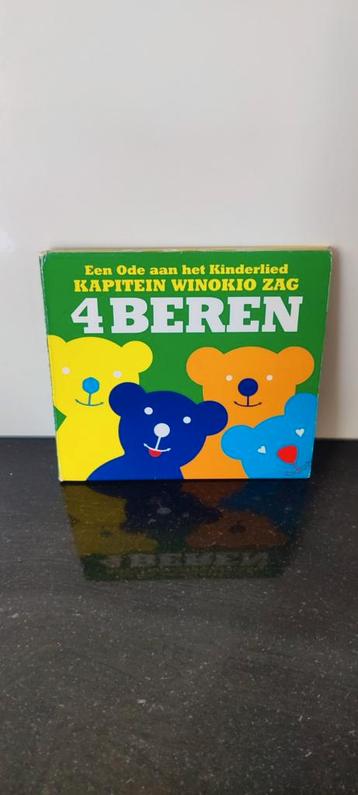 Een Ode aan het Kinderlied
KAPITEIN WINOKIO ZAG
4 BEREN